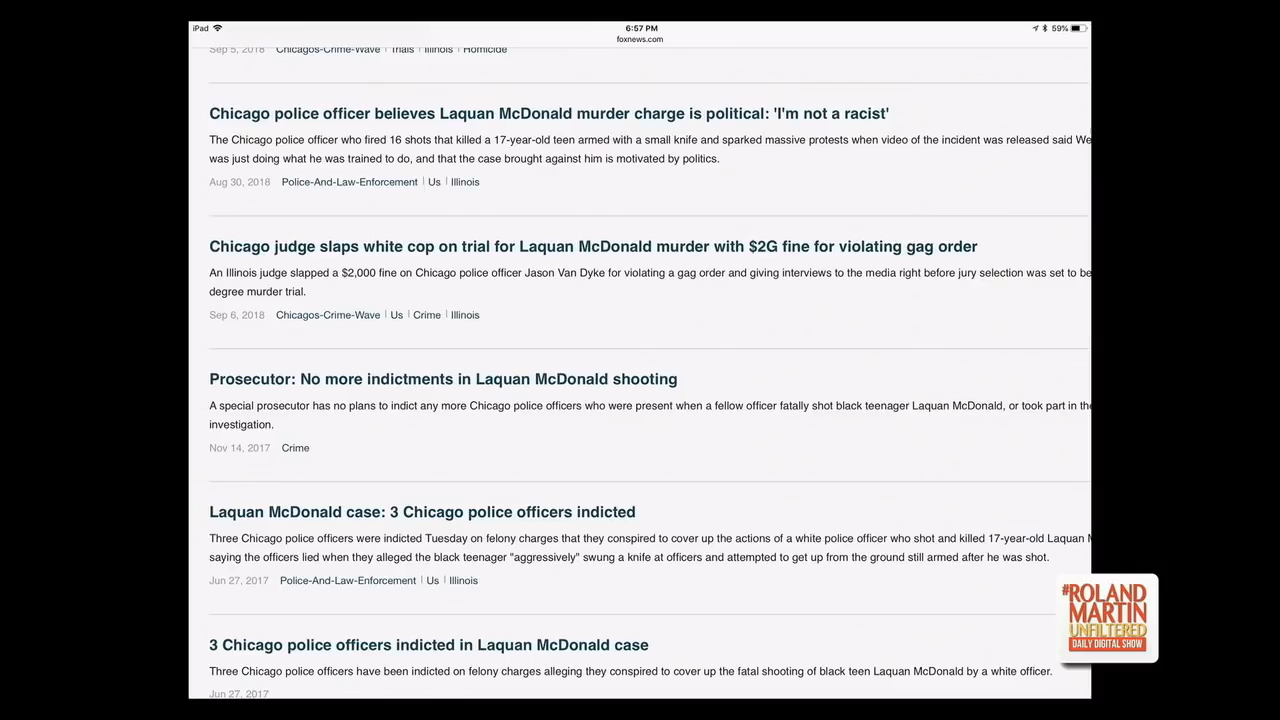 iPad
6:57 PM
59%
foxnews.com
Sep 5, 2018 Chicagos-Crime-Wave | Trials | Illinois | Homicide
Chicago police officer believes Laquan McDonald murder charge is political: 'I'm not a racist'
The Chicago police officer who fired 16 shots that killed a 17-year-old teen armed with a small knife and sparked massive protests when video of the incident was released said We
was just doing what he was trained to do, and that the case brought against him is motivated by politics.
Aug 30, 2018 Police-And-Law-Enforcement | Us | Illinois
Chicago judge slaps white cop on trial for Laquan McDonald murder with $2G fine for violating gag order
An Illinois judge slapped a $2,000 fine on Chicago police officer Jason Van Dyke for violating a gag order and giving interviews to the media right before jury selection was set to be
degree murder trial.
Sep 6, 2018 Chicagos-Crime-Wave | Us | Crime | Illinois
Prosecutor: No more indictments in Laquan McDonald shooting
A special prosecutor has no plans to indict any more Chicago police officers who were present when a fellow officer fatally shot black teenager Laquan McDonald, or took part in the
investigation.
Nov 14, 2017 Crime
Laquan McDonald case: 3 Chicago police officers indicted
Three Chicago police officers were indicted Tuesday on felony charges that they conspired to cover up the actions of a white police officer who shot and killed 17-year-old Laquan M
saying the officers lied when they alleged the black teenager "aggressively" swung a knife at officers and attempted to get up from the ground still armed after he was shot.
Jun 27, 2017 Police-And-Law-Enforcement | Us | Illinois
3 Chicago police officers indicted in Laquan McDonald case
Three Chicago police officers have been indicted on felony charges alleging they conspired to cover up the fatal shooting of black teen Laquan McDonald by a white officer.
Jun 27, 2017
#ROLAND
MARTIN
UNFILTERED
DAILY DIGITAL SHOW